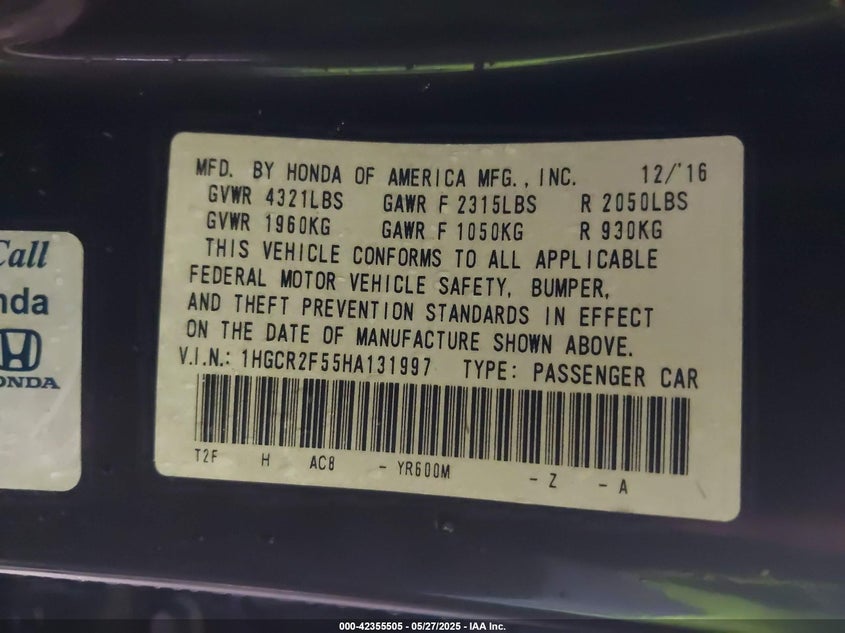 MFD. BY HONDA OF AMERICA MFG., INC. 12/'16
GVWR 4321LBS GAWR F 2315LBS R 2050LBS
GVWR 1960KG GAWR F 1050KG R 930KG
THIS VEHICLE CONFORMS TO ALL APPLICABLE
FEDERAL MOTOR VEHICLE SAFETY, BUMPER,
AND THEFT PREVENTION STANDARDS IN EFFECT
ON THE DATE OF MANUFACTURE SHOWN ABOVE.
V.I.N.: 1HGCR2F55HA131997 TYPE: PASSENGER CAR
T2F H AC8 - YR600M - Z - A
Call
nda
ONDA
000-42355505 - 05/27/2025 - IAA Inc.